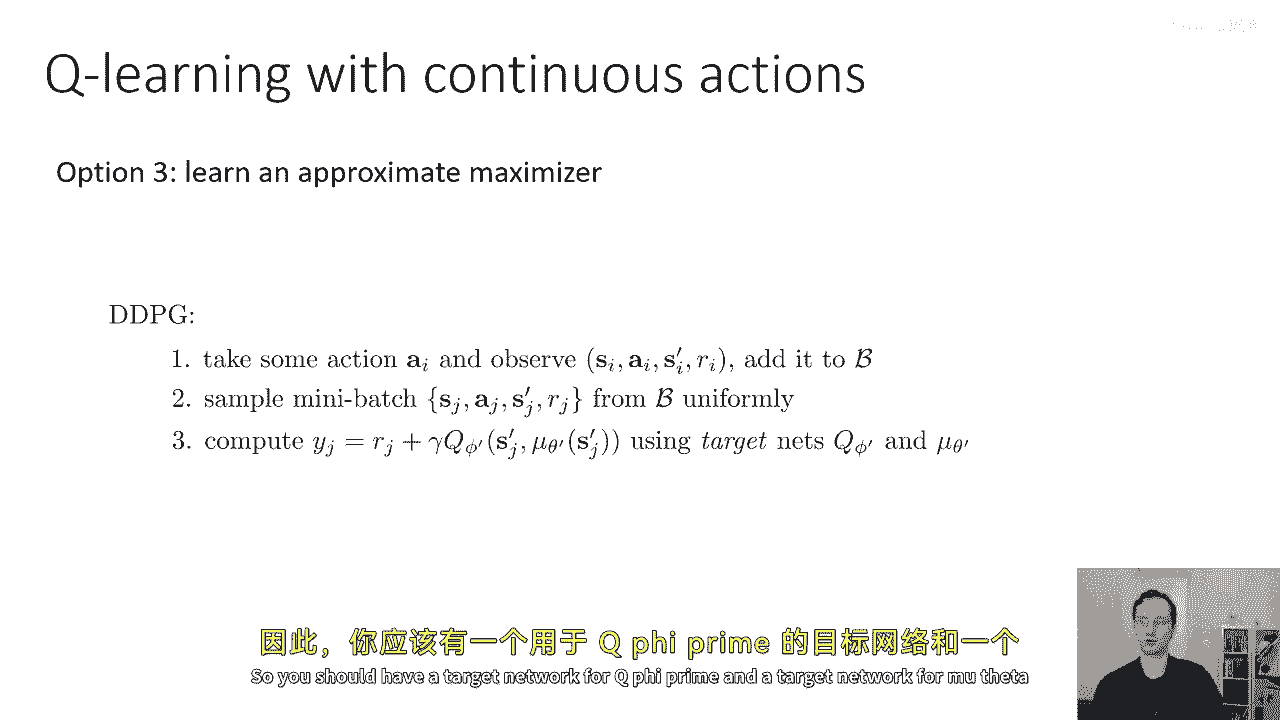 Q-learning with continuous actions
Option 3: learn an approximate maximizer
DDPG:
1. take some action $\mathbf{a}_i$ and observe $(\mathbf{s}_i, \mathbf{a}_i, \mathbf{s}'_i, r_i)$, add it to $\mathcal{B}$
2. sample mini-batch $\{\mathbf{s}_j, \mathbf{a}_j, \mathbf{s}'_j, r_j\}$ from $\mathcal{B}$ uniformly
3. compute $y_j = r_j + \gamma Q_{\phi'}(\mathbf{s}'_j, \mu_{\theta'}(\mathbf{s}'_j))$ using target nets $Q_{\phi'}$ and $\mu_{\theta'}$
因此，你应该有一个用于 Q phi prime 的目标网络和一个
So you should have a target network for Q phi prime and a target network for mu theta